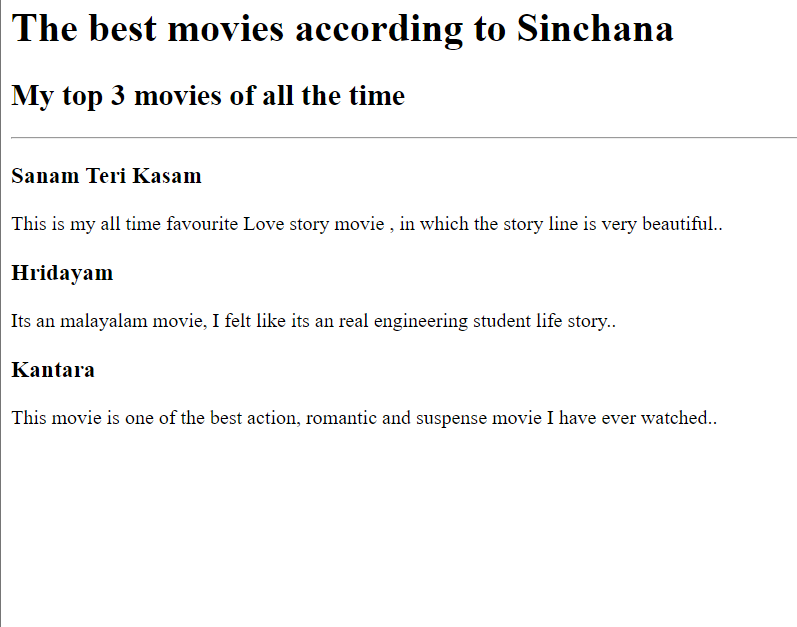 The best movies according to Sinchana
My top 3 movies of all the time
Sanam Teri Kasam
This is my all time favourite Love story movie , in which the story line is very beautiful..
Hridayam
Its an malayalam movie, I felt like its an real engineering student life story..
Kantara
This movie is one of the best action, romantic and suspense movie I have ever watched..